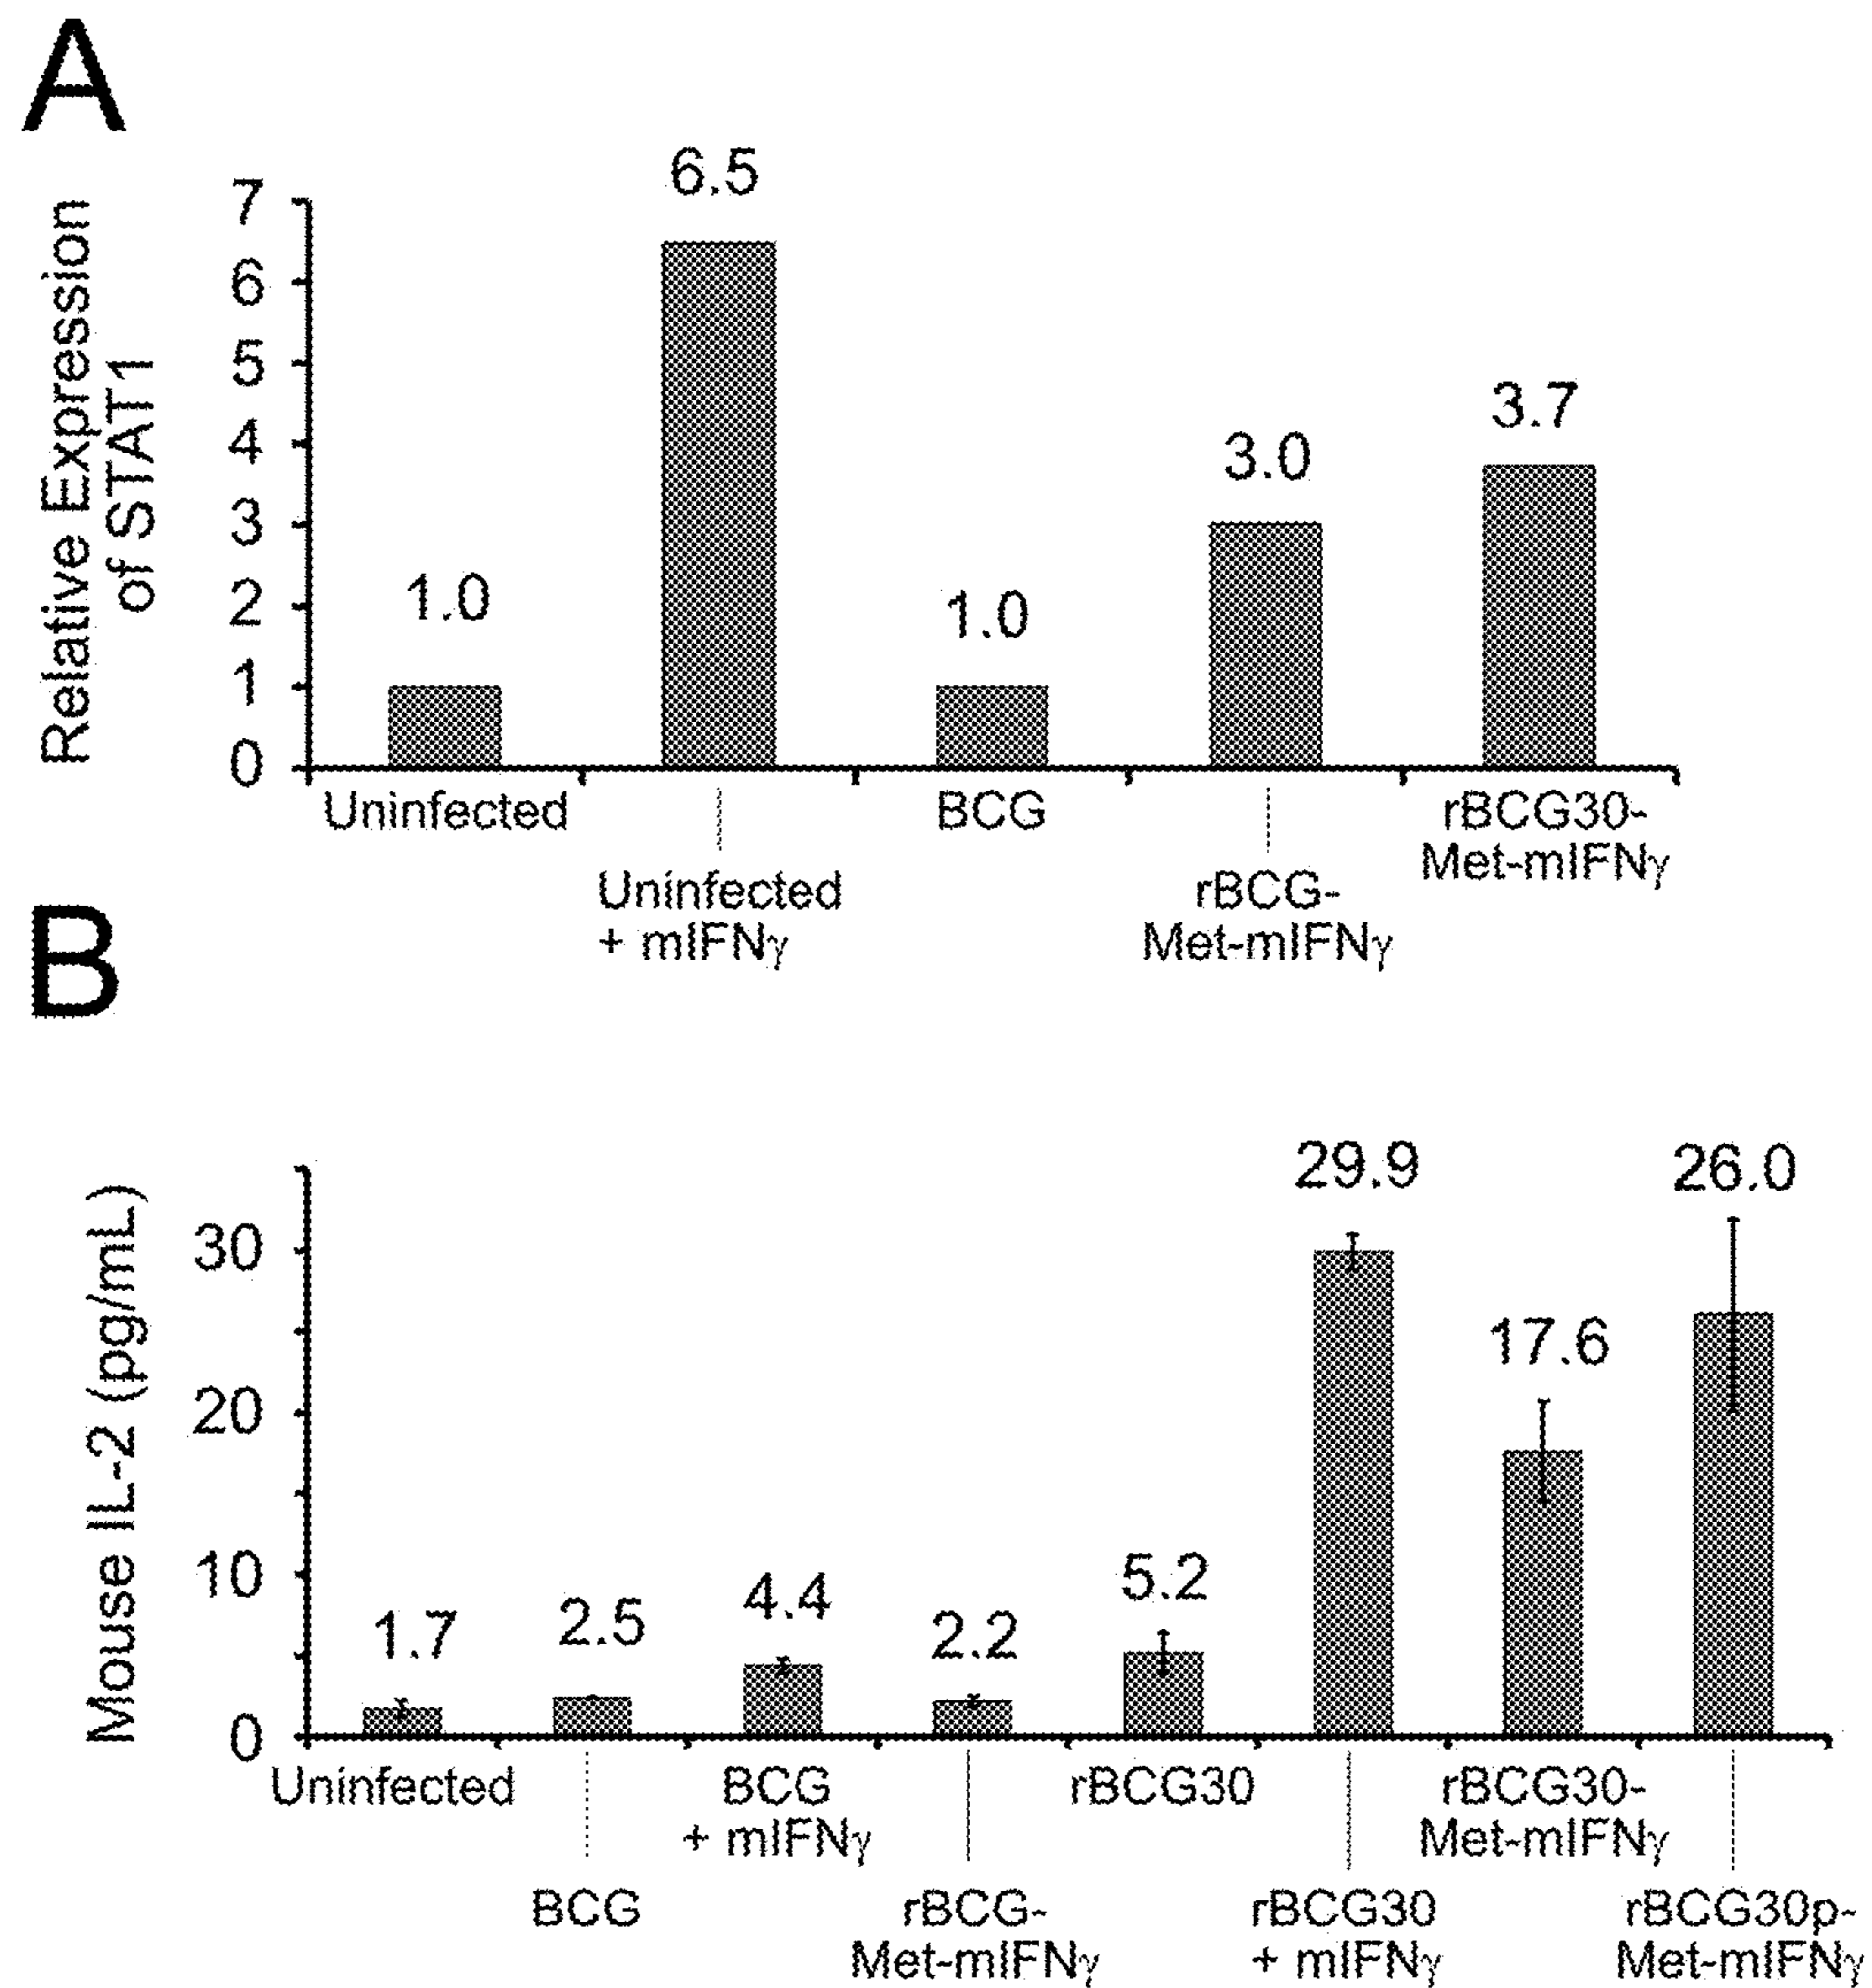 A
Relative Expression
of STAT1
7
6
5
4
3
2
1
0
1.0
6.5
1.0
3.0
3.7
Uninfected
Uninfected
+ mIFNγ
BCG
rBCG-
Met-mIFNγ
rBCG30-
Met-mIFNγ
B
Mouse IL-2 (pg/mL)
30
20
10
0
1.7
2.5
4.4
2.2
5.2
29.9
17.6
26.0
Uninfected
BCG
BCG
+ mIFNγ
rBCG-
Met-mIFNγ
rBCG30
rBCG30
+ mIFNγ
rBCG30-
Met-mIFNγ
rBCG30p-
Met-mIFNγ